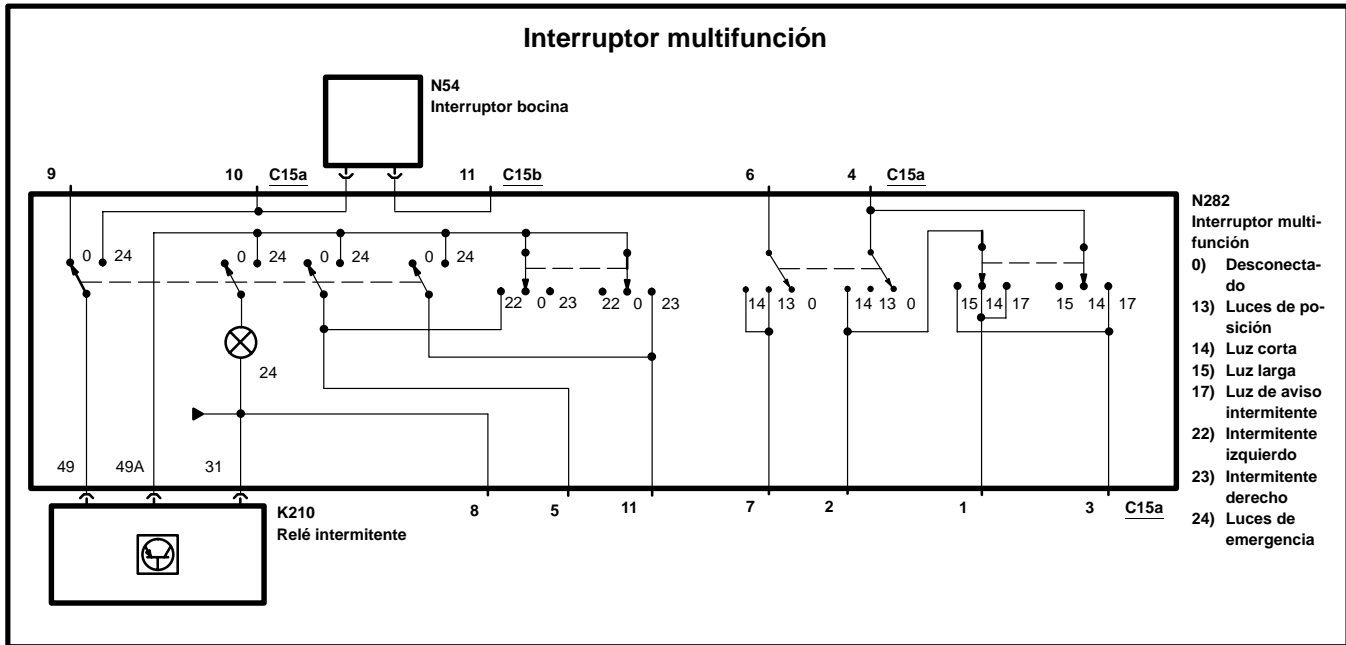 Interruptor multifunción
N54
Interruptor bocina
9 10 C15a 11 C15b 6 4 C15a
N282
Interruptor multi-
función
0) Desconecta-
do
13) Luces de po-
sición
14) Luz corta
15) Luz larga
17) Luz de aviso
intermitente
22) Intermitente
izquierdo
23) Intermitente
derecho
24) Luces de
emergencia
0 24 0 24 0 24 0 24
22 0 23 22 0 23 14 13 0 14 13 0 15 14 17 15 14 17
24
49 49A 31
8 5 11 7 2 1 3 C15a
K210
Relé intermitente